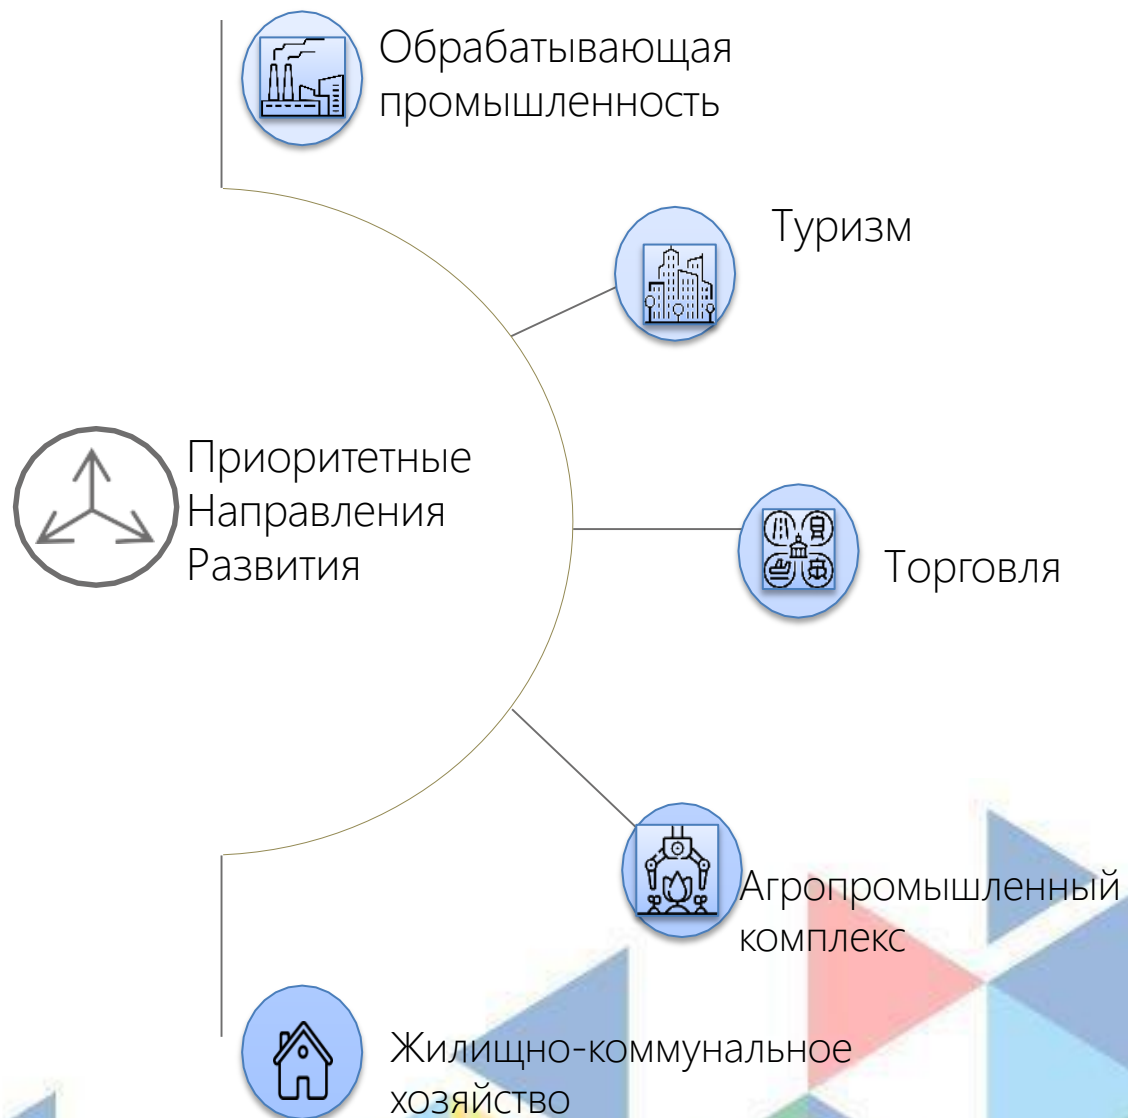 Обрабатывающая
промышленность
Туризм
Приоритетные
Направления
Развития
Торговля
Агропромышленный
комплекс
Жилищно-коммунальное
хозяйство